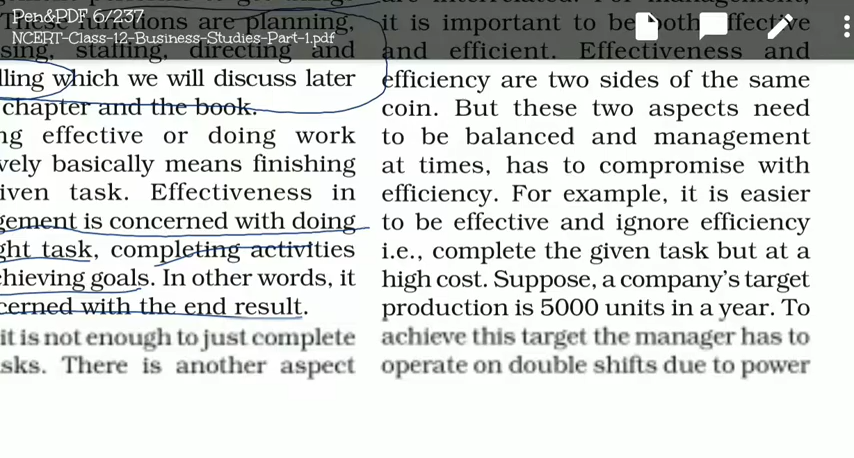 Pen&PDF 6/237
NCERT-Class-12-Business-Studies-Part-1.pdf
These functions are planning,
sing, staffing, directing and
lling which we will discuss later
chapter and the book.
ng effective or doing work
vely basically means finishing
iven task. Effectiveness in
gement is concerned with doing
ght task, completing activities
chieving goals. In other words, it
cerned with the end result.
it is not enough to just complete
sks. There is another aspect
it is important to be both effective
and efficient. Effectiveness and
efficiency are two sides of the same
coin. But these two aspects need
to be balanced and management
at times, has to compromise with
efficiency. For example, it is easier
to be effective and ignore efficiency
i.e., complete the given task but at a
high cost. Suppose, a company's target
production is 5000 units in a year. To
achieve this target the manager has to
operate on double shifts due to power